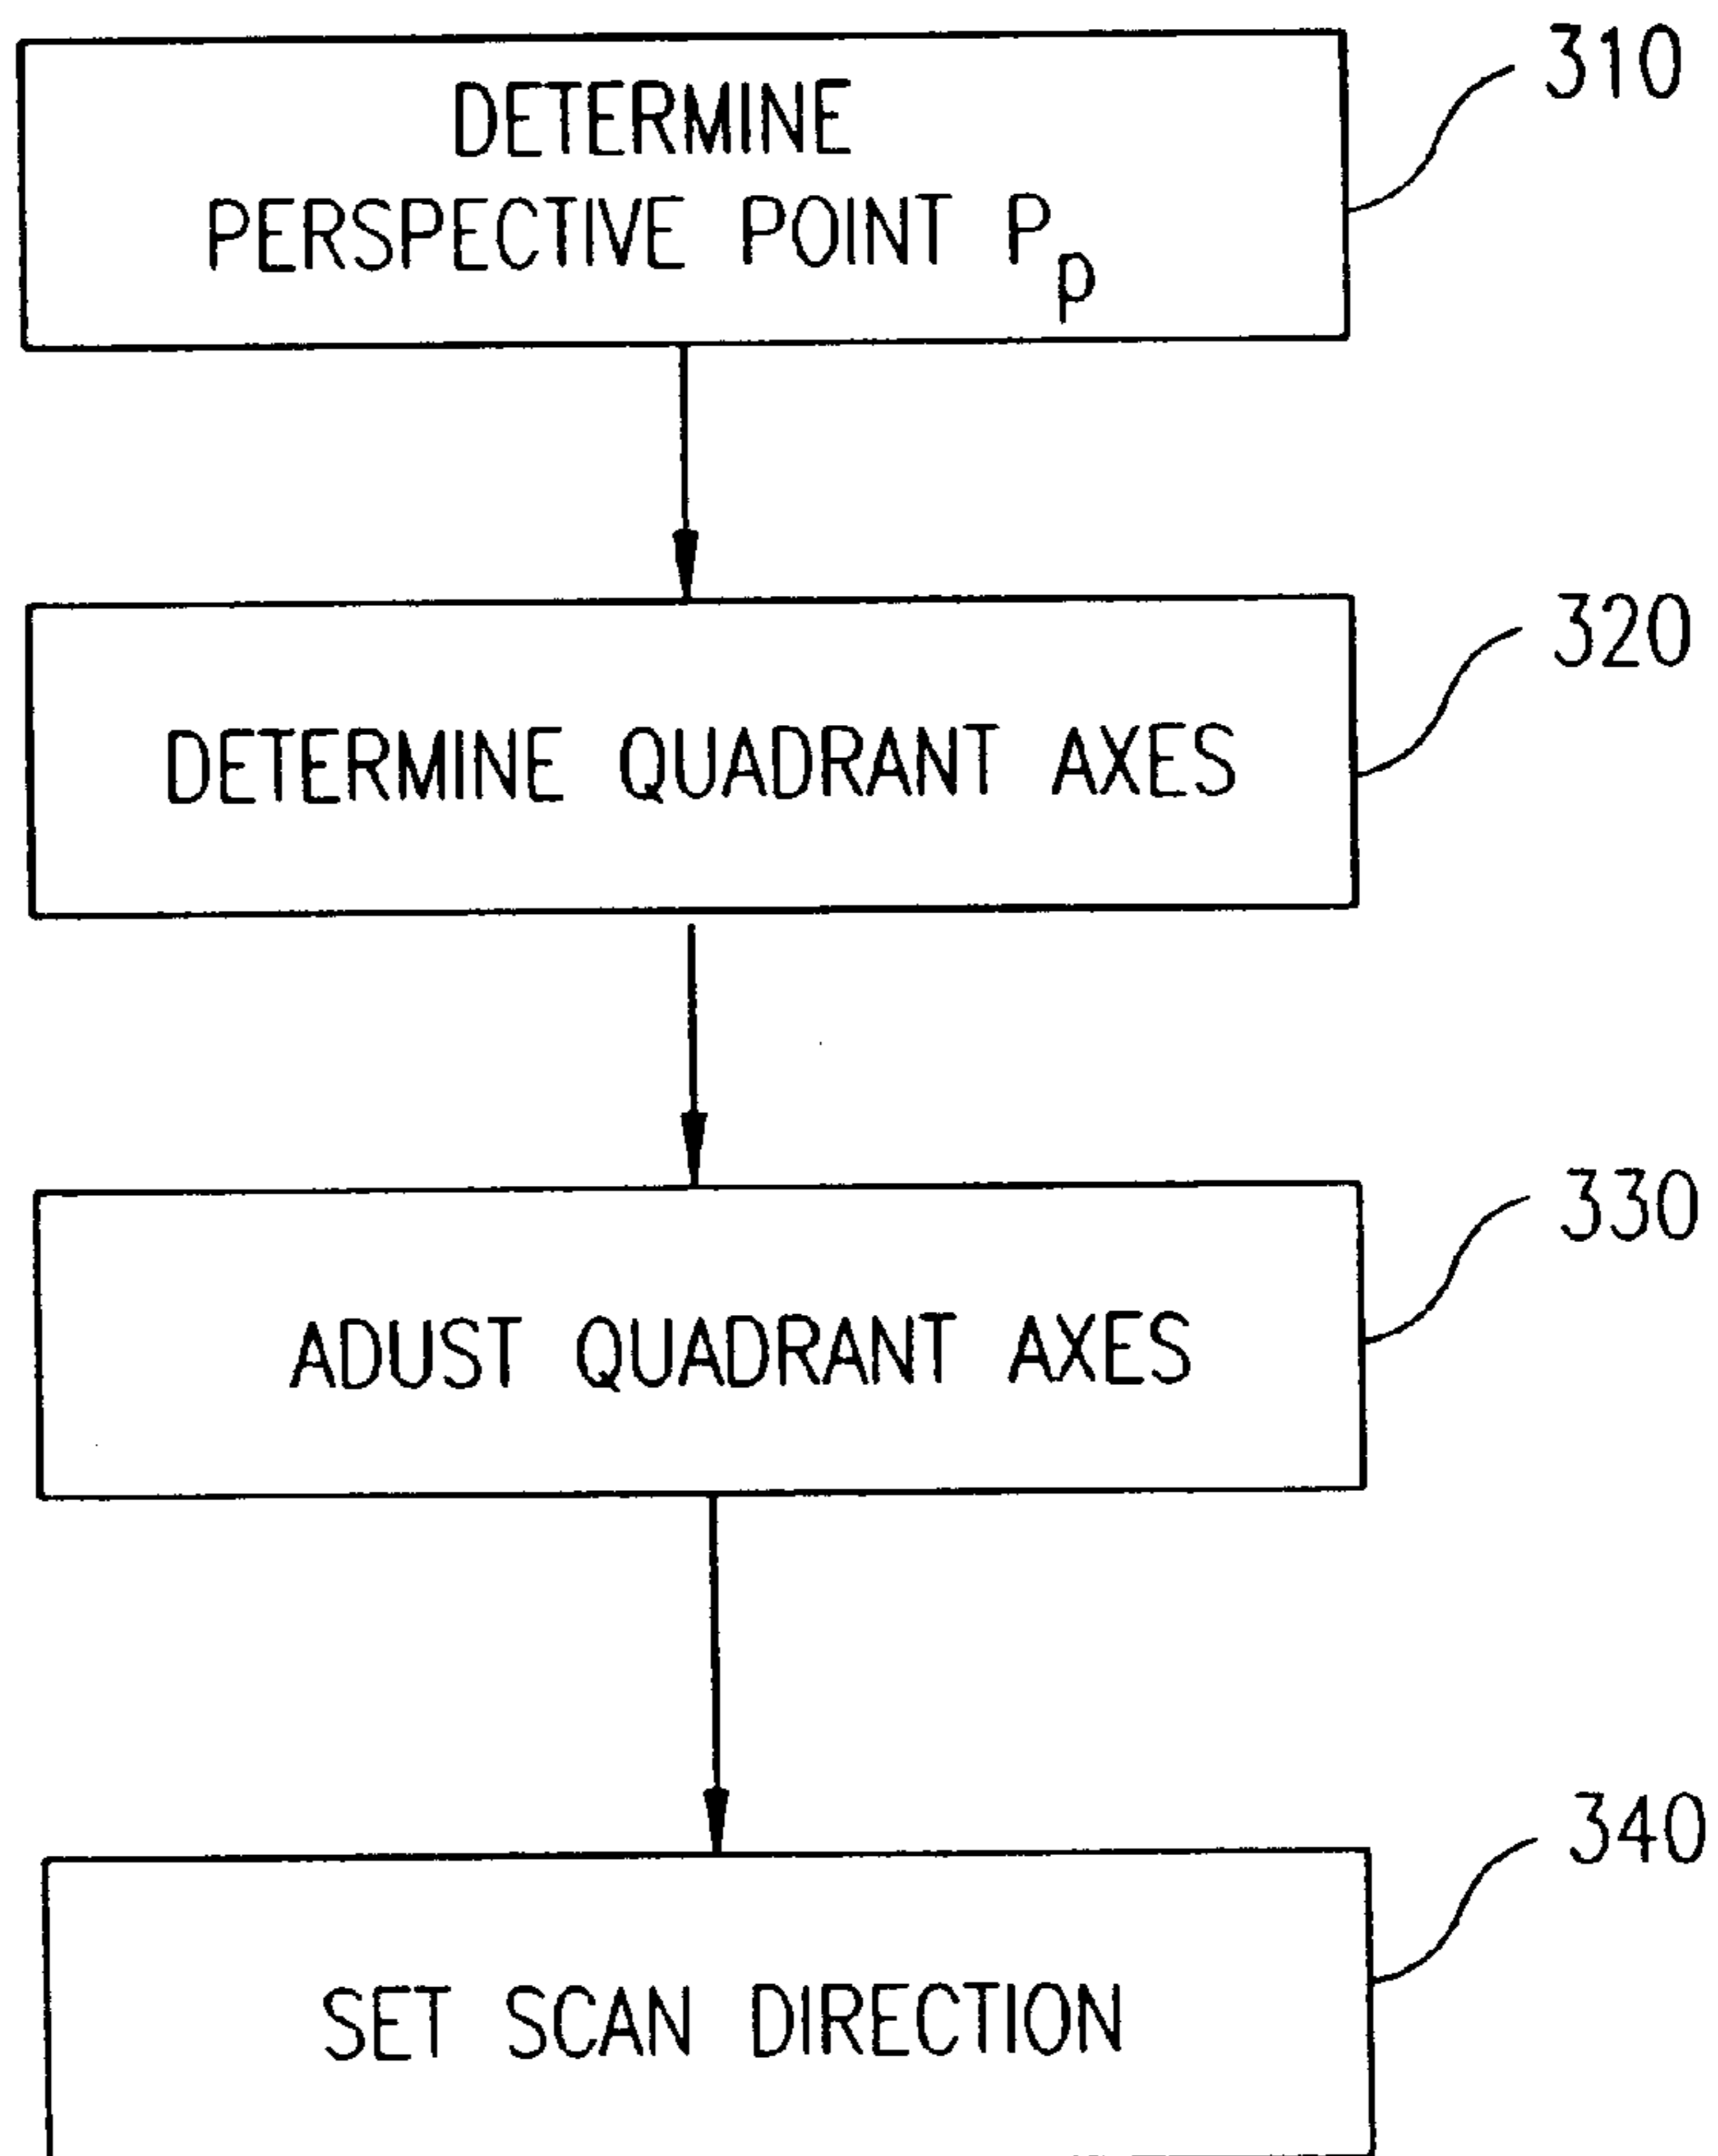 310
DETERMINE
PERSPECTIVE POINT Pp
320
DETERMINE QUADRANT AXES
330
ADUST QUADRANT AXES
340
SET SCAN DIRECTION